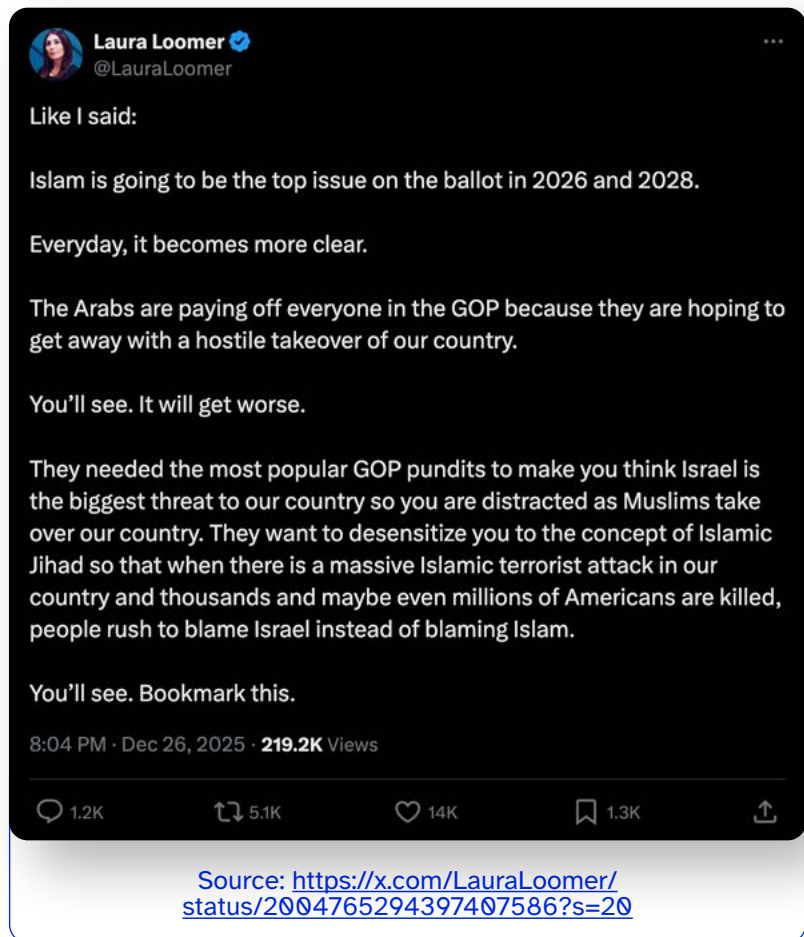 Laura Loomer
@LauraLoomer
Like I said:
Islam is going to be the top issue on the ballot in 2026 and 2028.
Everyday, it becomes more clear.
The Arabs are paying off everyone in the GOP because they are hoping to
get away with a hostile takeover of our country.
You’ll see. It will get worse.
They needed the most popular GOP pundits to make you think Israel is
the biggest threat to our country so you are distracted as Muslims take
over our country. They want to desensitize you to the concept of Islamic
Jihad so that when there is a massive Islamic terrorist attack in our
country and thousands and maybe even millions of Americans are killed,
people rush to blame Israel instead of blaming Islam.
You’ll see. Bookmark this.
8:04 PM · Dec 26, 2025 · 219.2K Views
1.2K 5.1K 14K 1.3K
Source: https://x.com/LauraLoomer/
status/2004765294397407586?s=20